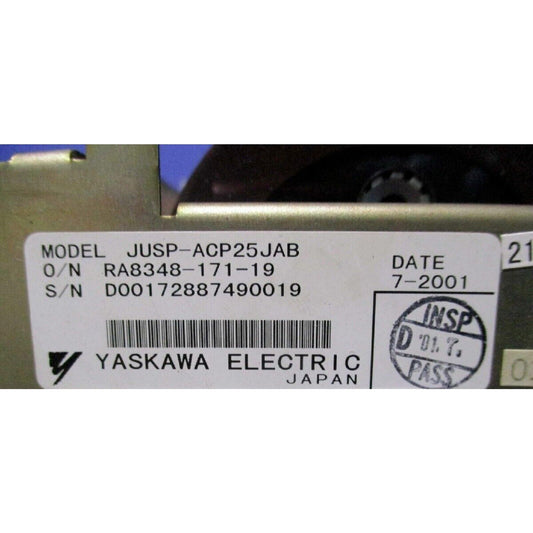 MODEL JUSP-ACP25JAB
O/N RA8348-171-19
S/N D00172887490019
DATE
7-2001
YASKAWA ELECTRIC
JAPAN
INSP
D '01.7.
PASS
21